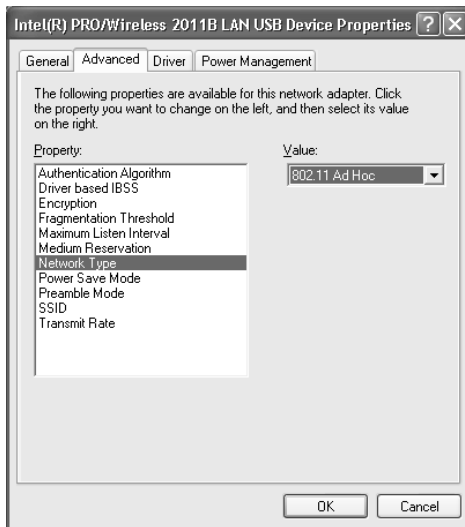 Intel(R) PRO/Wireless 2011B LAN USB Device Properties
General Advanced Driver Power Management
The following properties are available for this network adapter. Click
the property you want to change on the left, and then select its value
on the right.
Property: Value:
Authentication Algorithm 802.11 Ad Hoc
Driver based IBSS
Encryption
Fragmentation Threshold
Maximum Listen Interval
Medium Reservation
Network Type
Power Save Mode
Preamble Mode
SSID
Transmit Rate
OK Cancel